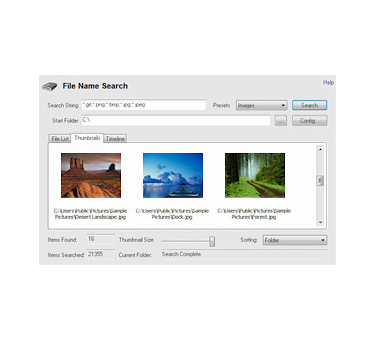 Help
File Name Search
Search String *.gif;*.png;*.bmp;*.jpg;*.jpeg Presets Images Search
Start Folder C:\ ... Config.
File List Thumbnails Timeline
C:\Users\Public\Pictures\Sample C:\Users\Public\Pictures\Sample C:\Users\Public\Pictures\Sample
Pictures\Desert Landscape.jpg Pictures\Dock.jpg Pictures\Forest.jpg
Items Found: 16 Thumbnail Size Sorting: Folder
Items Searched: 21355 Current Folder: Search Complete